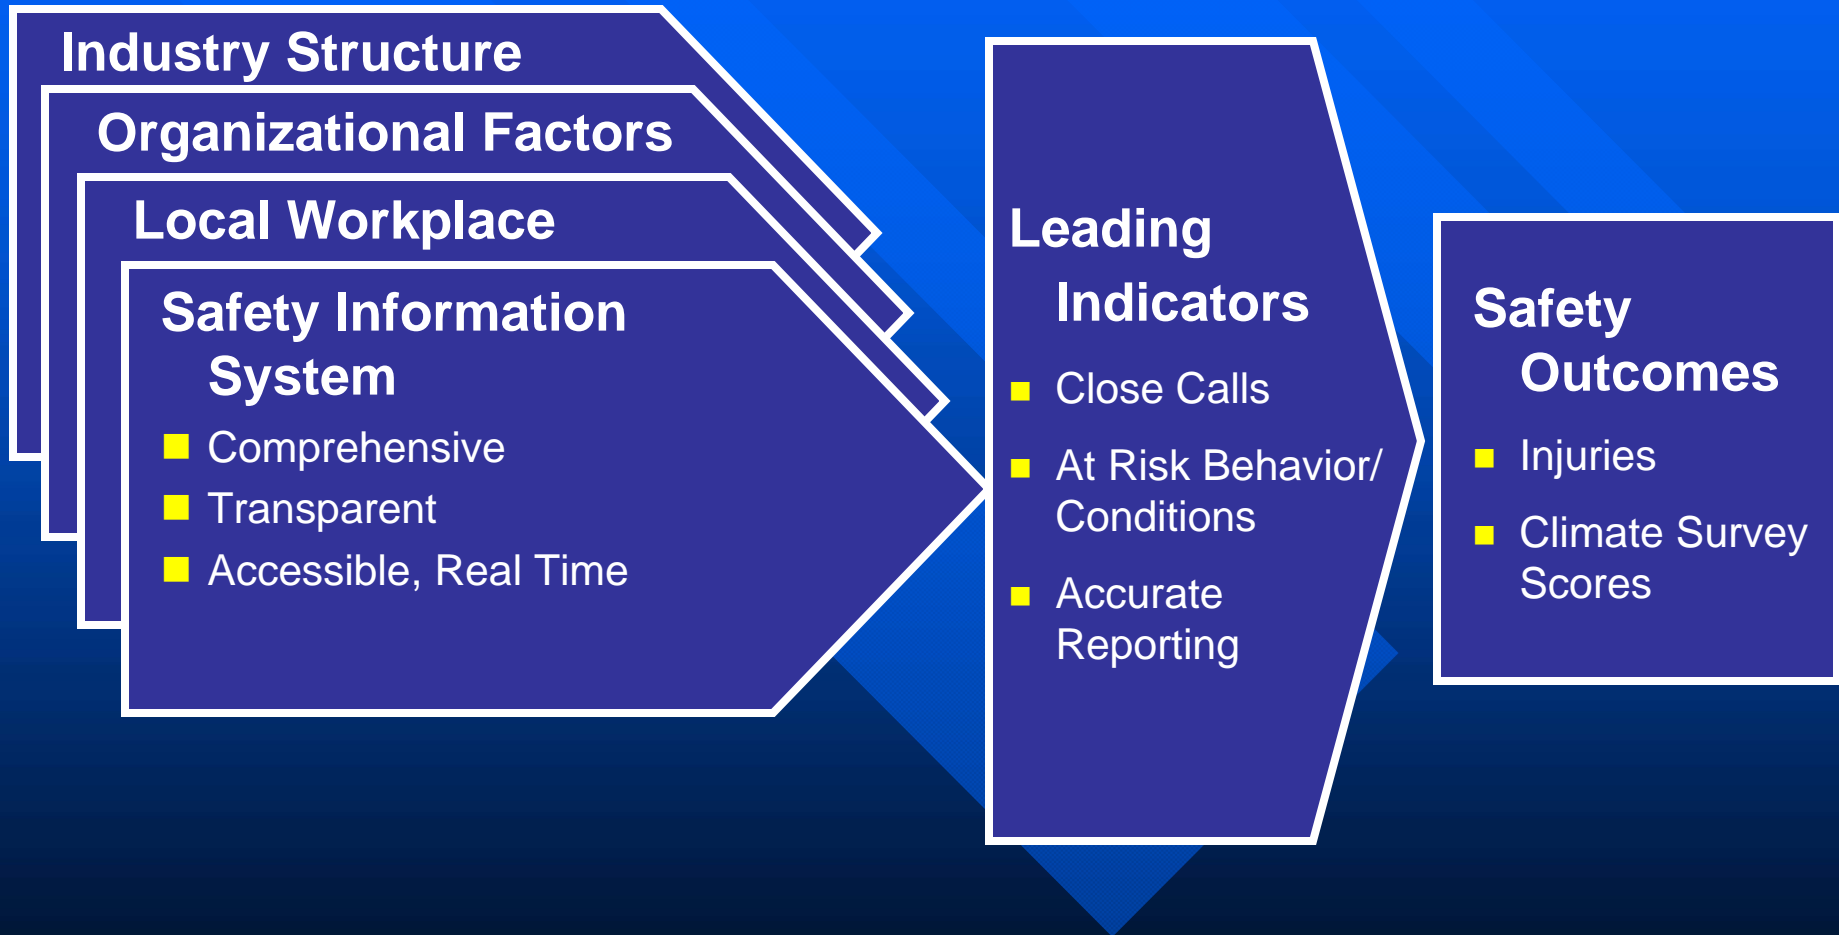 Industry Structure
Organizational Factors
Local Workplace
Safety Information
System
Comprehensive
Transparent
Accessible, Real Time
Leading
Indicators
Close Calls
At Risk Behavior/
Conditions
Accurate
Reporting
Safety
Outcomes
Injuries
Climate Survey
Scores